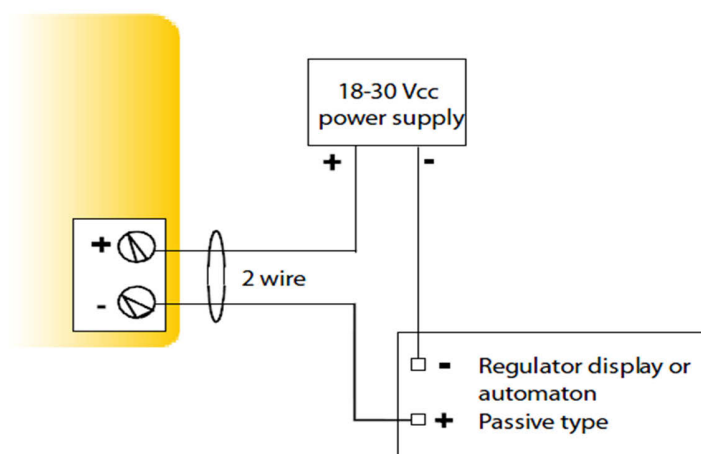 18-30 Vcc
power supply
+ -
+
-
2 wire
- Regulator display or
automaton
+ Passive type